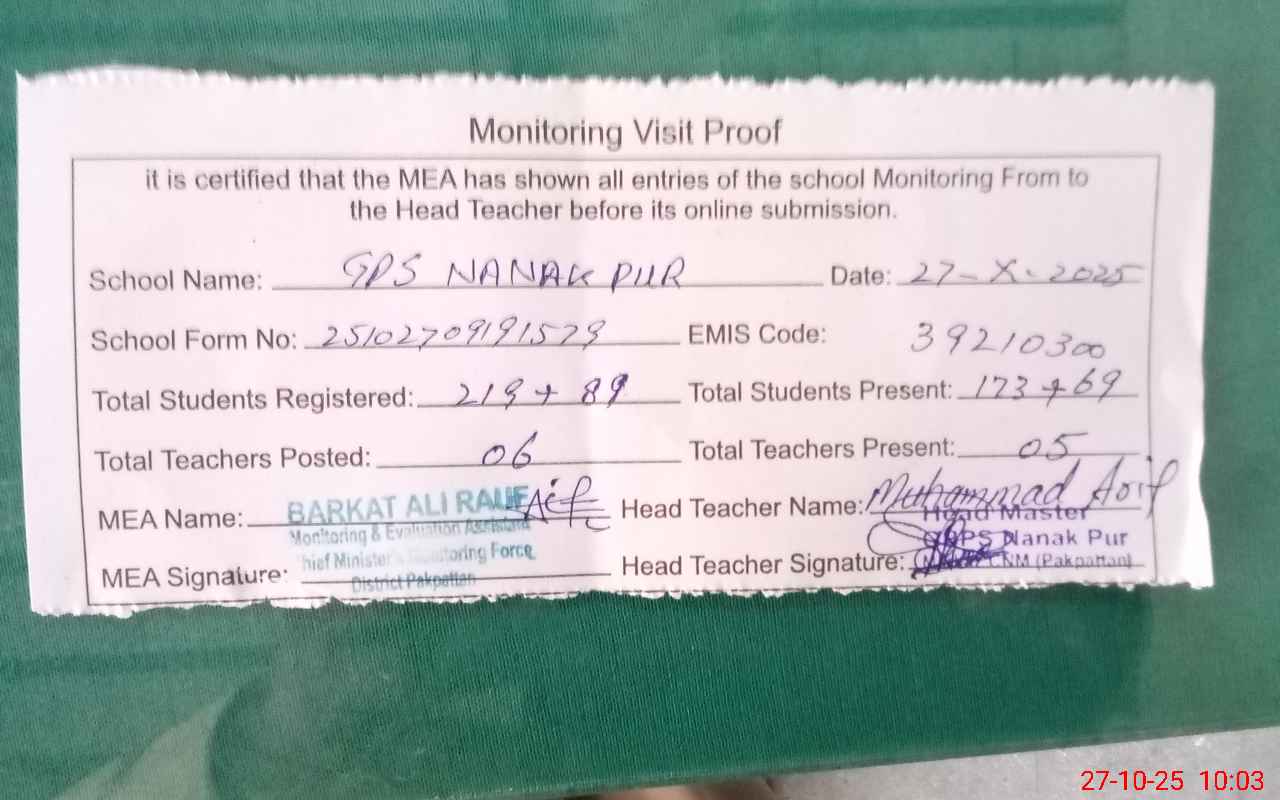 Monitoring Visit Proof
it is certified that the MEA has shown all entries of the school Monitoring From to
the Head Teacher before its online submission.
School Name: GPS NANAK PUR Date: 27-X-2025
School Form No: 25102709191579 EMIS Code: 39210300
Total Students Registered: 219 + 89 Total Students Present: 173 + 69
Total Teachers Posted: 06 Total Teachers Present: 05
MEA Name: BARKAT ALI RAUF Head Teacher Name: Muhammad Arif
Monitoring & Evaluation Assistant Head Master
Chief Minister's Monitoring Force Nanak Pur
MEA Signature: Head Teacher Signature: (Pakpattan)
District Pakpattan
27-10-25 10:03